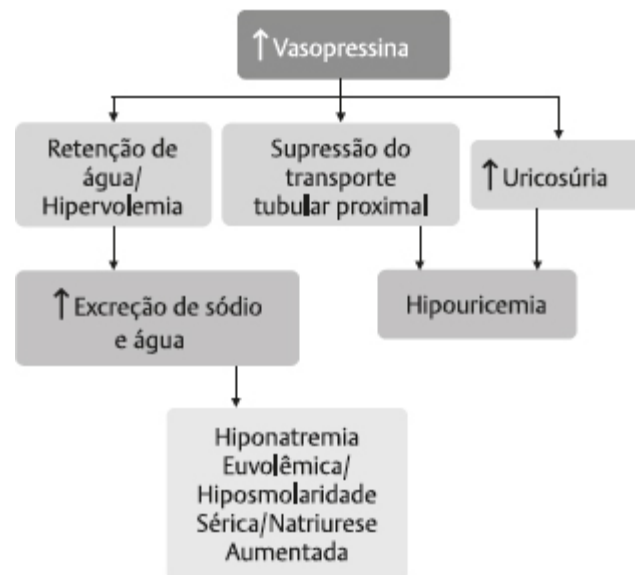 ↑Vasopressina
Retenção de
água/
Hipervolemia
Supressão do
transporte
tubular proximal
↑Uricosúria
↑Excreção de sódio
e água
Hipouricemia
Hiponatremia
Euvolêmica/
Hiposmolaridade
Sérica/Natriurese
Aumentada